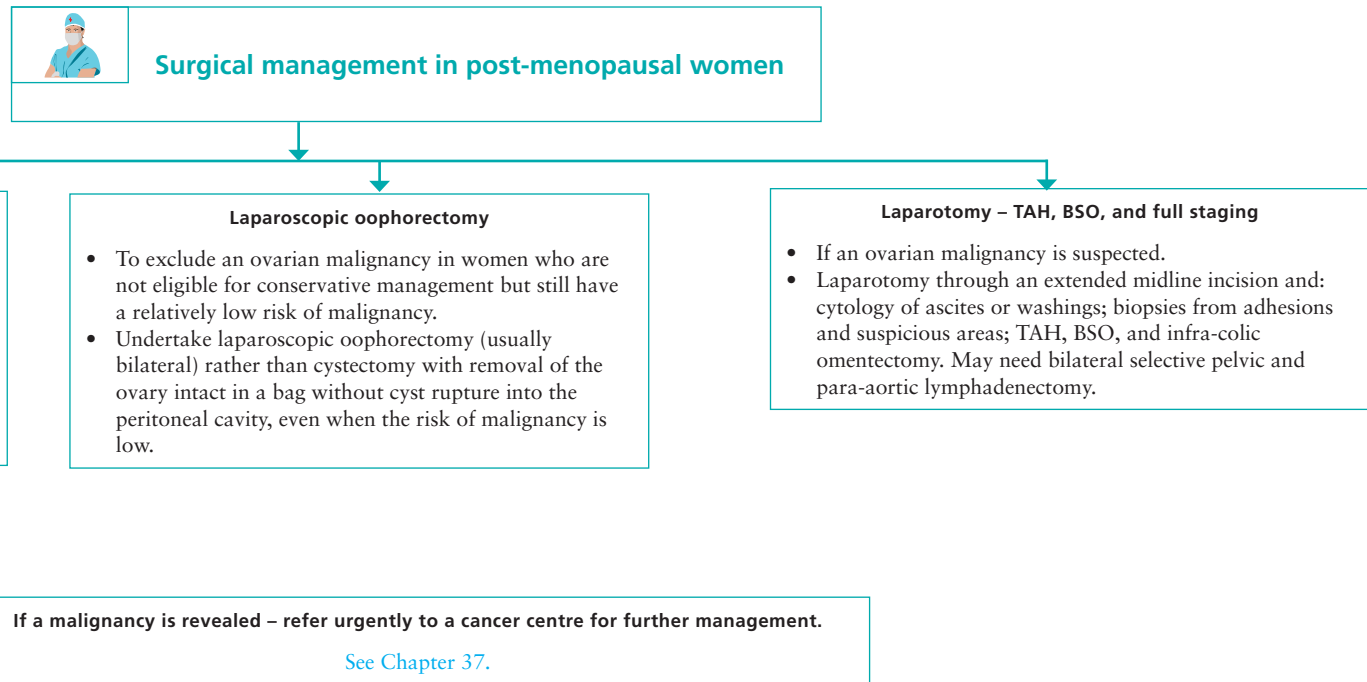 Surgical management in post-menopausal women
Laparoscopic oophorectomy
• To exclude an ovarian malignancy in women who are
not eligible for conservative management but still have
a relatively low risk of malignancy.
• Undertake laparoscopic oophorectomy (usually
bilateral) rather than cystectomy with removal of the
ovary intact in a bag without cyst rupture into the
peritoneal cavity, even when the risk of malignancy is
low.
Laparotomy – TAH, BSO, and full staging
• If an ovarian malignancy is suspected.
• Laparotomy through an extended midline incision and:
cytology of ascites or washings; biopsies from adhesions
and suspicious areas; TAH, BSO, and infra-colic
omentectomy. May need bilateral selective pelvic and
para-aortic lymphadenectomy.
If a malignancy is revealed – refer urgently to a cancer centre for further management.
See Chapter 37.